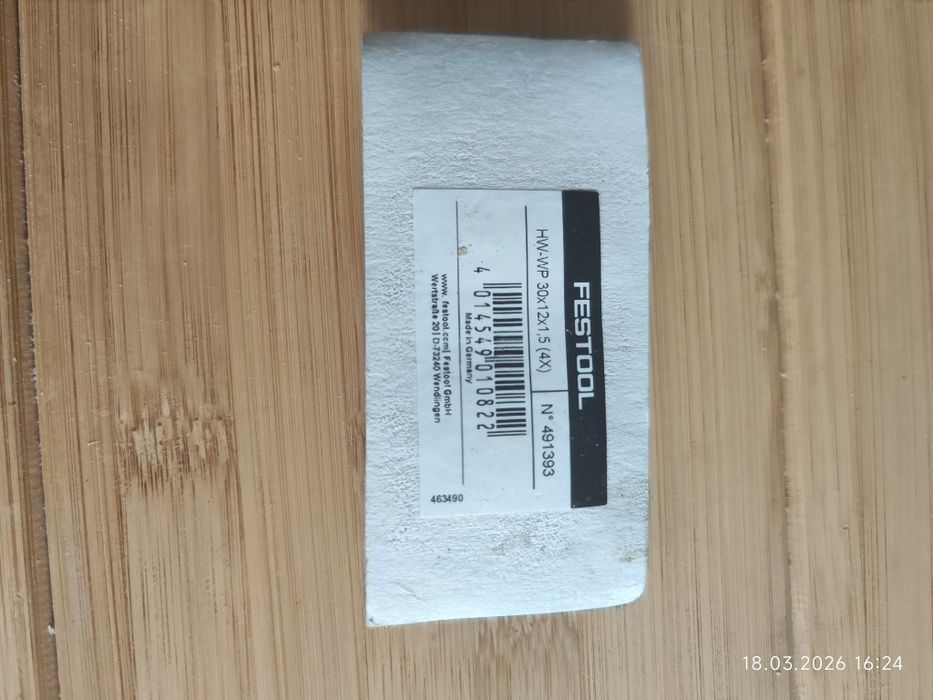 FESTOOL
HW-WP 30x12x1,5 (4X)
N° 491393
4 014549 010822
Made in Germany
www. festool.com| Festool GmbH
Wertstraße 20 | D-73240 Wendlingen
463490
18.03.2026 16:24